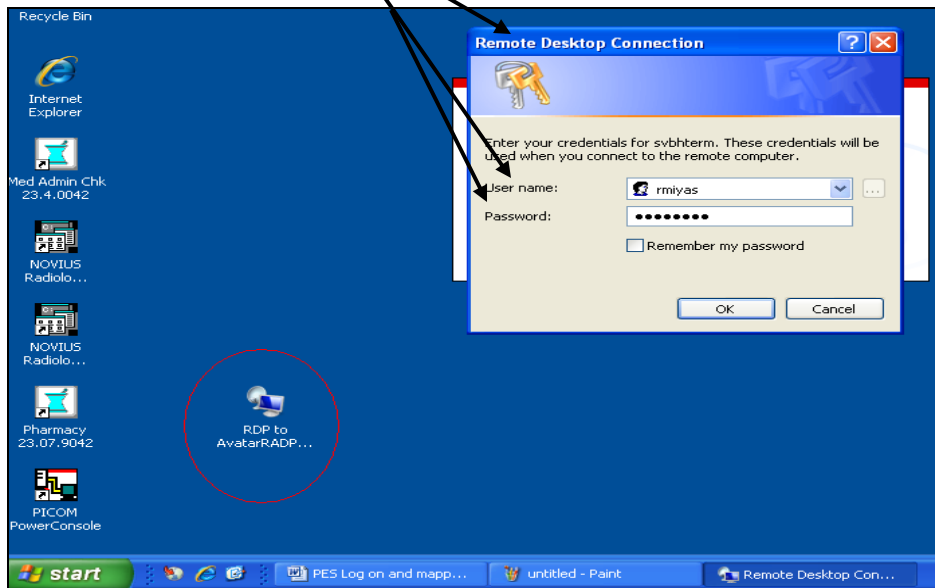 Recycle Bin
Internet
Explorer
Med Admin Chk
23.4.0042
NOVIUS
Radiolo...
NOVIUS
Radiolo...
Pharmacy
23.07.9042
PICOM
PowerConsole
RDP to
AvatarRADP...
Remote Desktop Connection
Enter your credentials for svbhterm. These credentials will be
used when you connect to the remote computer.
User name:
rmiyas
...
Password:
••••••••
Remember my password
OK
Cancel
start
PES Log on and mapp...
untitled - Paint
Remote Desktop Con...